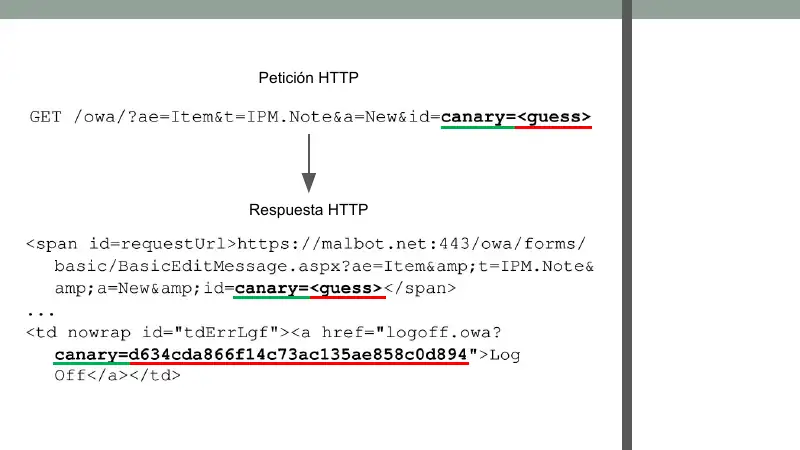 Petición HTTP
GET /owa/?ae=Item&t=IPM.Note&a=New&id=canary=<guess>
Respuesta HTTP
<span id=requestUrl>https://malbot.net:443/owa/forms/
basic/BasicEditMessage.aspx?ae=Item&amp;t=IPM.Note&
amp;a=New&amp;id=canary=<guess></span>
...
<td nowrap id="tdErrLgf"><a href="logoff.owa?
canary=d634cda866f14c73ac135ae858c0d894">Log
Off</a></td>